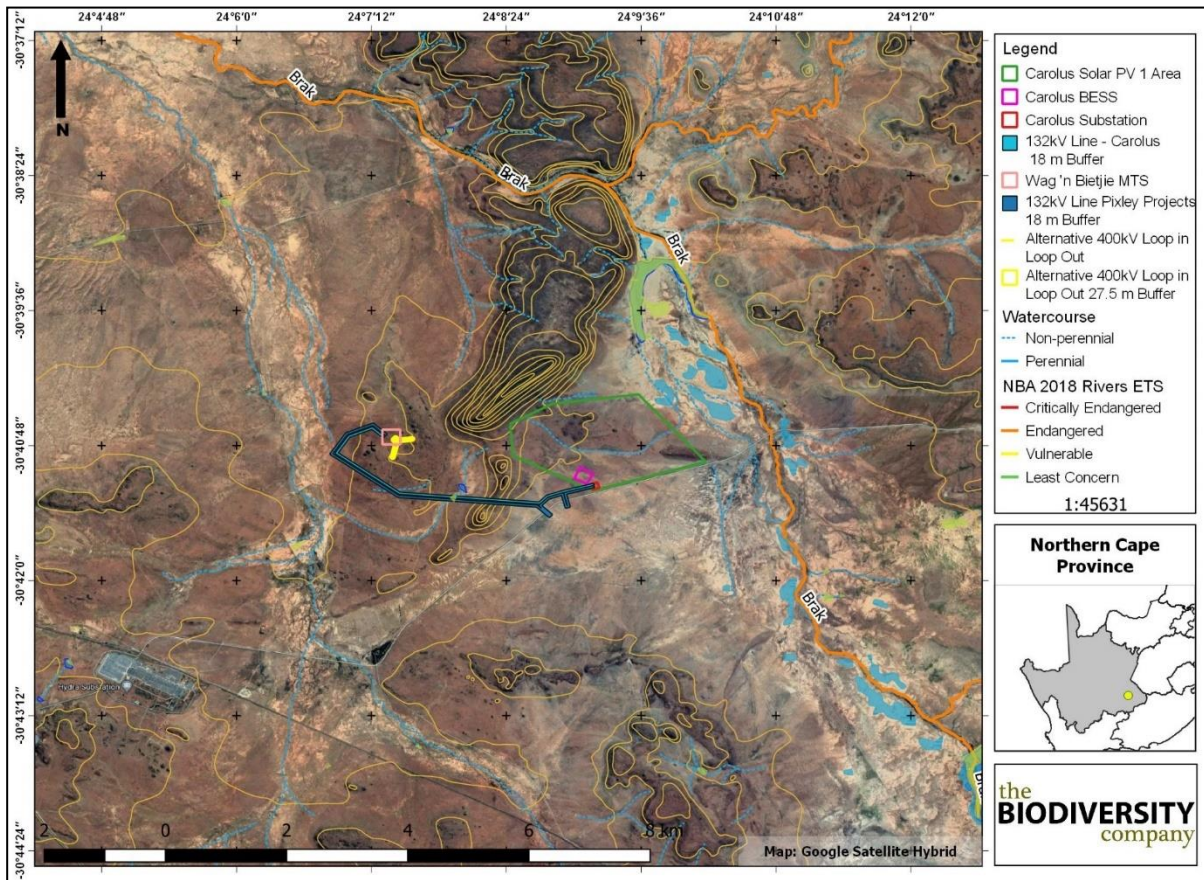 24°4'48" 24°6'0" 24°7'12" 24°8'24" 24°9'36" 24°10'48" 24°12'0"
-30°37'12"
-30°38'24"
-30°39'36"
-30°40'48"
-30°42'0"
-30°43'12"
-30°44'24"
N
Brak
Brak
Brak
Brak
Brak
Hydra Substation
2 0 2 4 6 8 km
Map: Google Satellite Hybrid
Legend
Carolus Solar PV 1 Area
Carolus BESS
Carolus Substation
132kV Line - Carolus
18 m Buffer
Wag 'n Bietjie MTS
132kV Line Pixley Projects
18 m Buffer
Alternative 400kV Loop in
Loop Out
Alternative 400kV Loop in
Loop Out 27.5 m Buffer
Watercourse
Non-perennial
Perennial
NBA 2018 Rivers ETS
Critically Endangered
Endangered
Vulnerable
Least Concern
1:45631
Northern Cape
Province
the
BIODIVERSITY
company